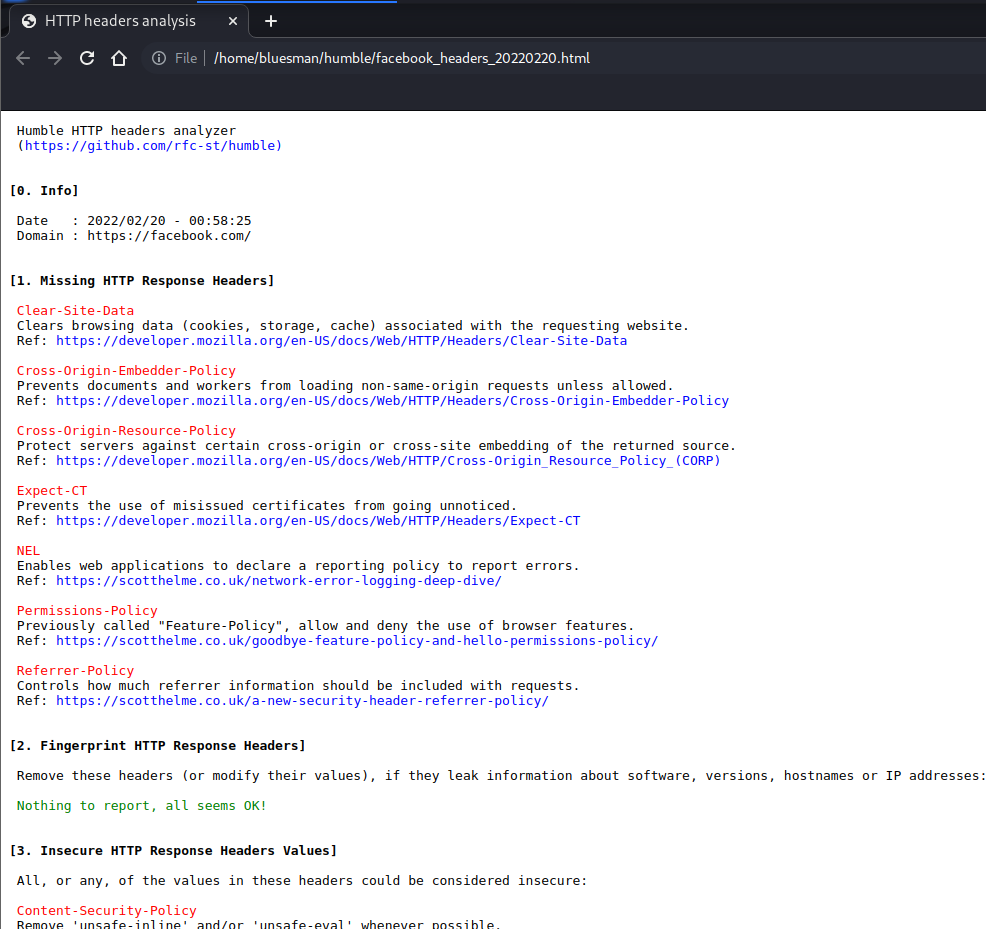 HTTP headers analysis
File /home/bluesman/humble/facebook_headers_20220220.html
Humble HTTP headers analyzer
(https://github.com/rfc-st/humble)
[0. Info]
Date   : 2022/02/20 - 00:58:25
Domain : https://facebook.com/
[1. Missing HTTP Response Headers]
Clear-Site-Data
Clears browsing data (cookies, storage, cache) associated with the requesting website.
Ref: https://developer.mozilla.org/en-US/docs/Web/HTTP/Headers/Clear-Site-Data
Cross-Origin-Embedder-Policy
Prevents documents and workers from loading non-same-origin requests unless allowed.
Ref: https://developer.mozilla.org/en-US/docs/Web/HTTP/Headers/Cross-Origin-Embedder-Policy
Cross-Origin-Resource-Policy
Protect servers against certain cross-origin or cross-site embedding of the returned source.
Ref: https://developer.mozilla.org/en-US/docs/Web/HTTP/Cross-Origin_Resource_Policy_(CORP)
Expect-CT
Prevents the use of misissued certificates from going unnoticed.
Ref: https://developer.mozilla.org/en-US/docs/Web/HTTP/Headers/Expect-CT
NEL
Enables web applications to declare a reporting policy to report errors.
Ref: https://scotthelme.co.uk/network-error-logging-deep-dive/
Permissions-Policy
Previously called "Feature-Policy", allow and deny the use of browser features.
Ref: https://scotthelme.co.uk/goodbye-feature-policy-and-hello-permissions-policy/
Referrer-Policy
Controls how much referrer information should be included with requests.
Ref: https://scotthelme.co.uk/a-new-security-header-referrer-policy/
[2. Fingerprint HTTP Response Headers]
Remove these headers (or modify their values), if they leak information about software, versions, hostnames or IP addresses:
Nothing to report, all seems OK!
[3. Insecure HTTP Response Headers Values]
All, or any, of the values in these headers could be considered insecure:
Content-Security-Policy
Remove 'unsafe-inline' and/or 'unsafe-eval' whenever possible.